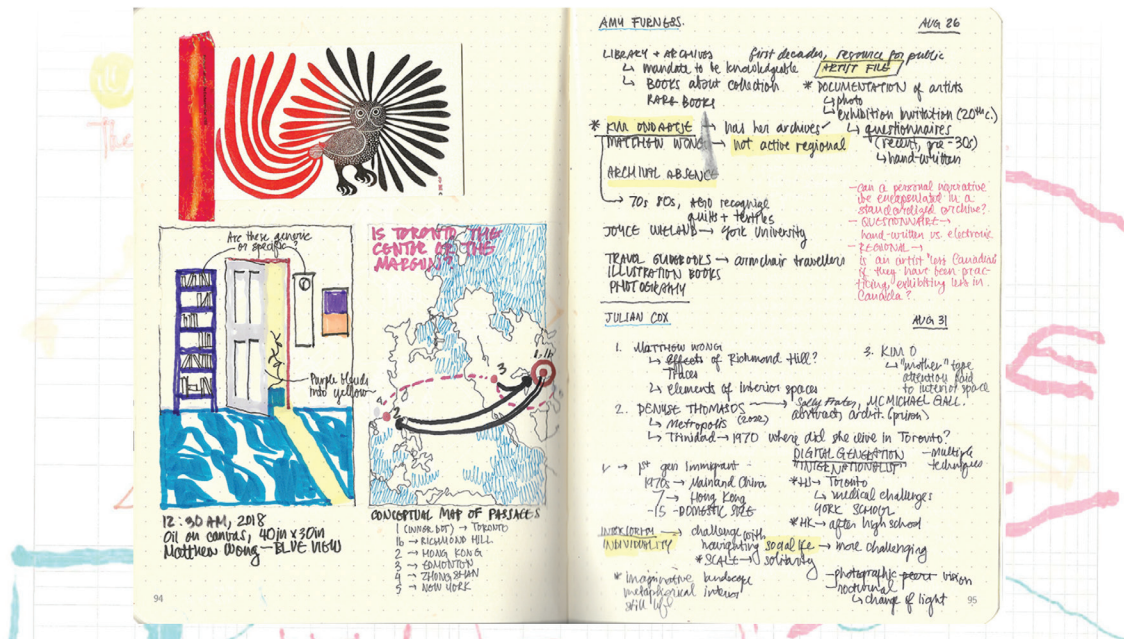 Are these generic
or specific?
Purple bleeds
into yellow
12:30 AM, 2018
Oil on canvas, 40in x 30in
Matthew Wong — BLUE VIEW
94
IS TORONTO THE
CENTER OR THE
MARGIN?
1, 1b
3
2
CONCEPTUAL MAP OF PASSAGES
1 (INNER DOT) → TORONTO
1b → RICHMOND HILL
2 → HONG KONG
3 → EDMONTON
4 → ZHONGSHAN
5 → NEW YORK
AMY FURNESS.
AUG 26
LIBRARY + ARCHIVES
↳ mandate to be knowledgeable
↳ BOOKS about collection
RARE BOOKS
first decades, resource for public
ARTIST FILE
* DOCUMENTATION of artists
↳ photo
↳ exhibition invitation (20th c.)
↳ questionnaires
(recent, pre-30s)
↳ hand-written
* KIM ONDAATJE → has her archives
MATTHEW WONG → not active regional
ARCHIVAL ABSENCE
→ 70s 80s, AGO recognize
quilts + textiles
JOYCE WIELAND → York University
TRAVEL GUIDEBOOKS → armchair travellers
ILLUSTRATION BOOKS
PHOTOGRAPHY
- can a personal narrative
be encapsulated in a
standardized archive?
- QUESTIONNAIRE →
hand-written vs. electronic
- REGIONAL →
Is an artist "less Canadian"
if they have been prac-
ticing, exhibiting less in
Canada?
JULIAN COX
AUG 31
1. MATTHEW WONG
↳ effects of Richmond Hill?
Traces
↳ elements of interior spaces
2. DENYSE THOMASOS → Sally Frater, MCMICHAEL GALL.
↳ Metropolis (2022) abstract, archit. (prison)
↳ Trinidad → 1970 where did she live in Toronto?
3. KIM O
↳ "mother" type
attention paid
to interior space
DIGITAL GENERATION
"INTERNATIONALIST"
- multiple
techniques
→ 1st gen immigrant
1970s → Mainland China
7 → Hong Kong
-15 - DOMESTIC SIZE
→ Toronto
↳ medical challenges
YORK SCHOOL
* HK → after high school
INTERIORITY → challenge with
INDIVIDUALITY navigating social life → more challenging
* SCALE → solitary
* imaginative landscape
metaphorical interior
still life
photographic vision
nocturnal
↳ change of light
95